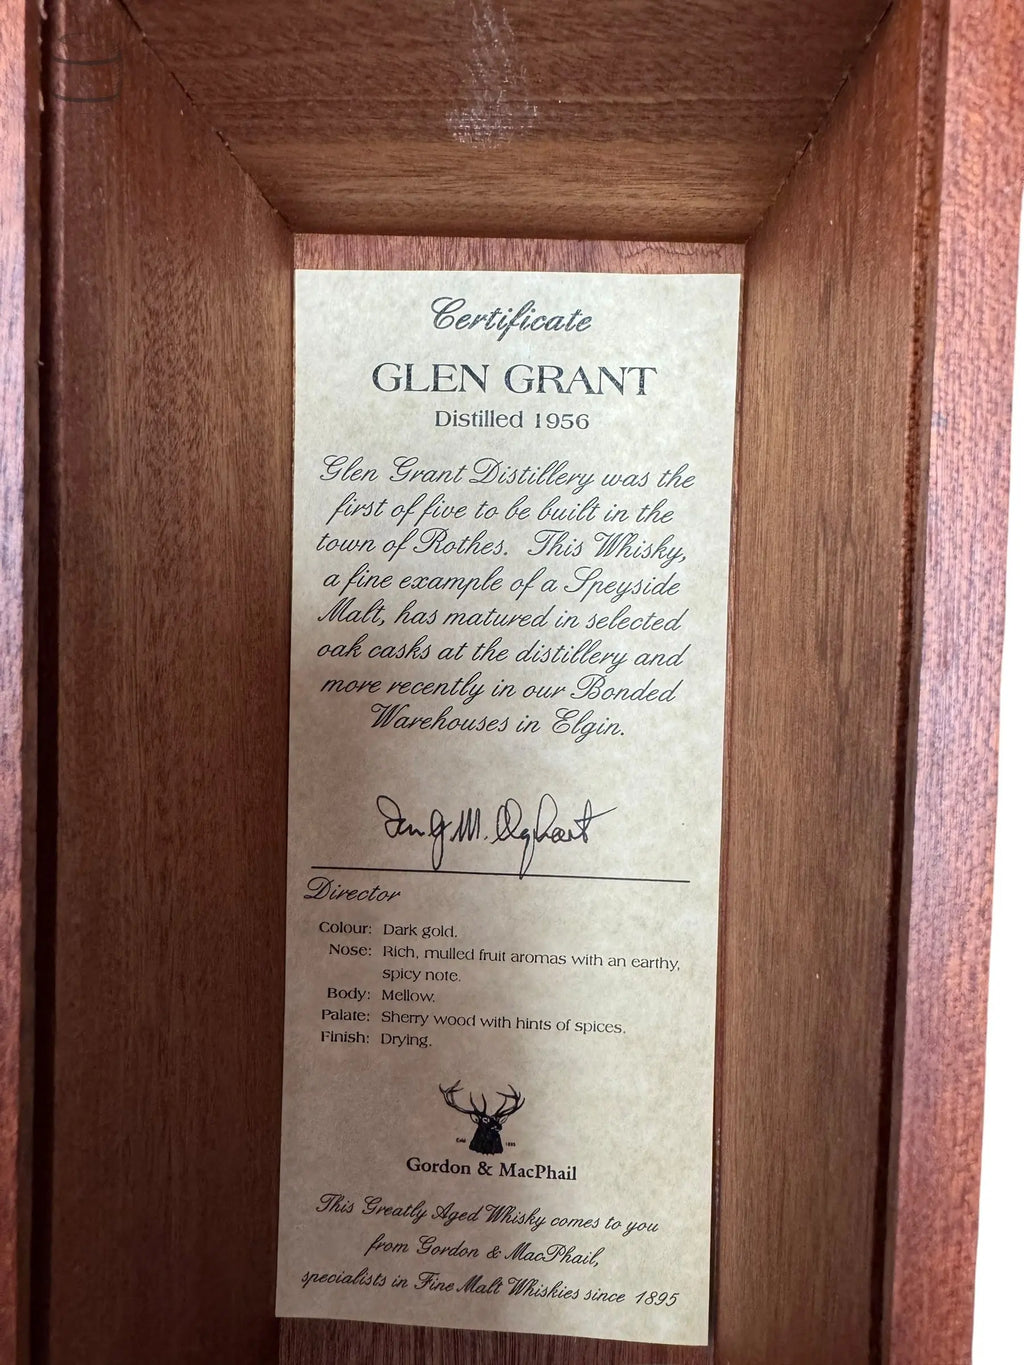 Certificate
GLEN GRANT
Distilled 1956
Glen Grant Distillery was the
first of five to be built in the
town of Rothes. This Whisky,
a fine example of a Speyside
Malt, has matured in selected
oak casks at the distillery and
more recently in our Bonded
Warehouses in Elgin.
Director
Colour: Dark gold.
Nose: Rich, mulled fruit aromas with an earthy,
spicy note.
Body: Mellow.
Palate: Sherry wood with hints of spices.
Finish: Drying.
Estd 1895
Gordon & MacPhail
This Greatly Aged Whisky comes to you
from Gordon & MacPhail,
specialists in Fine Malt Whiskies since 1895